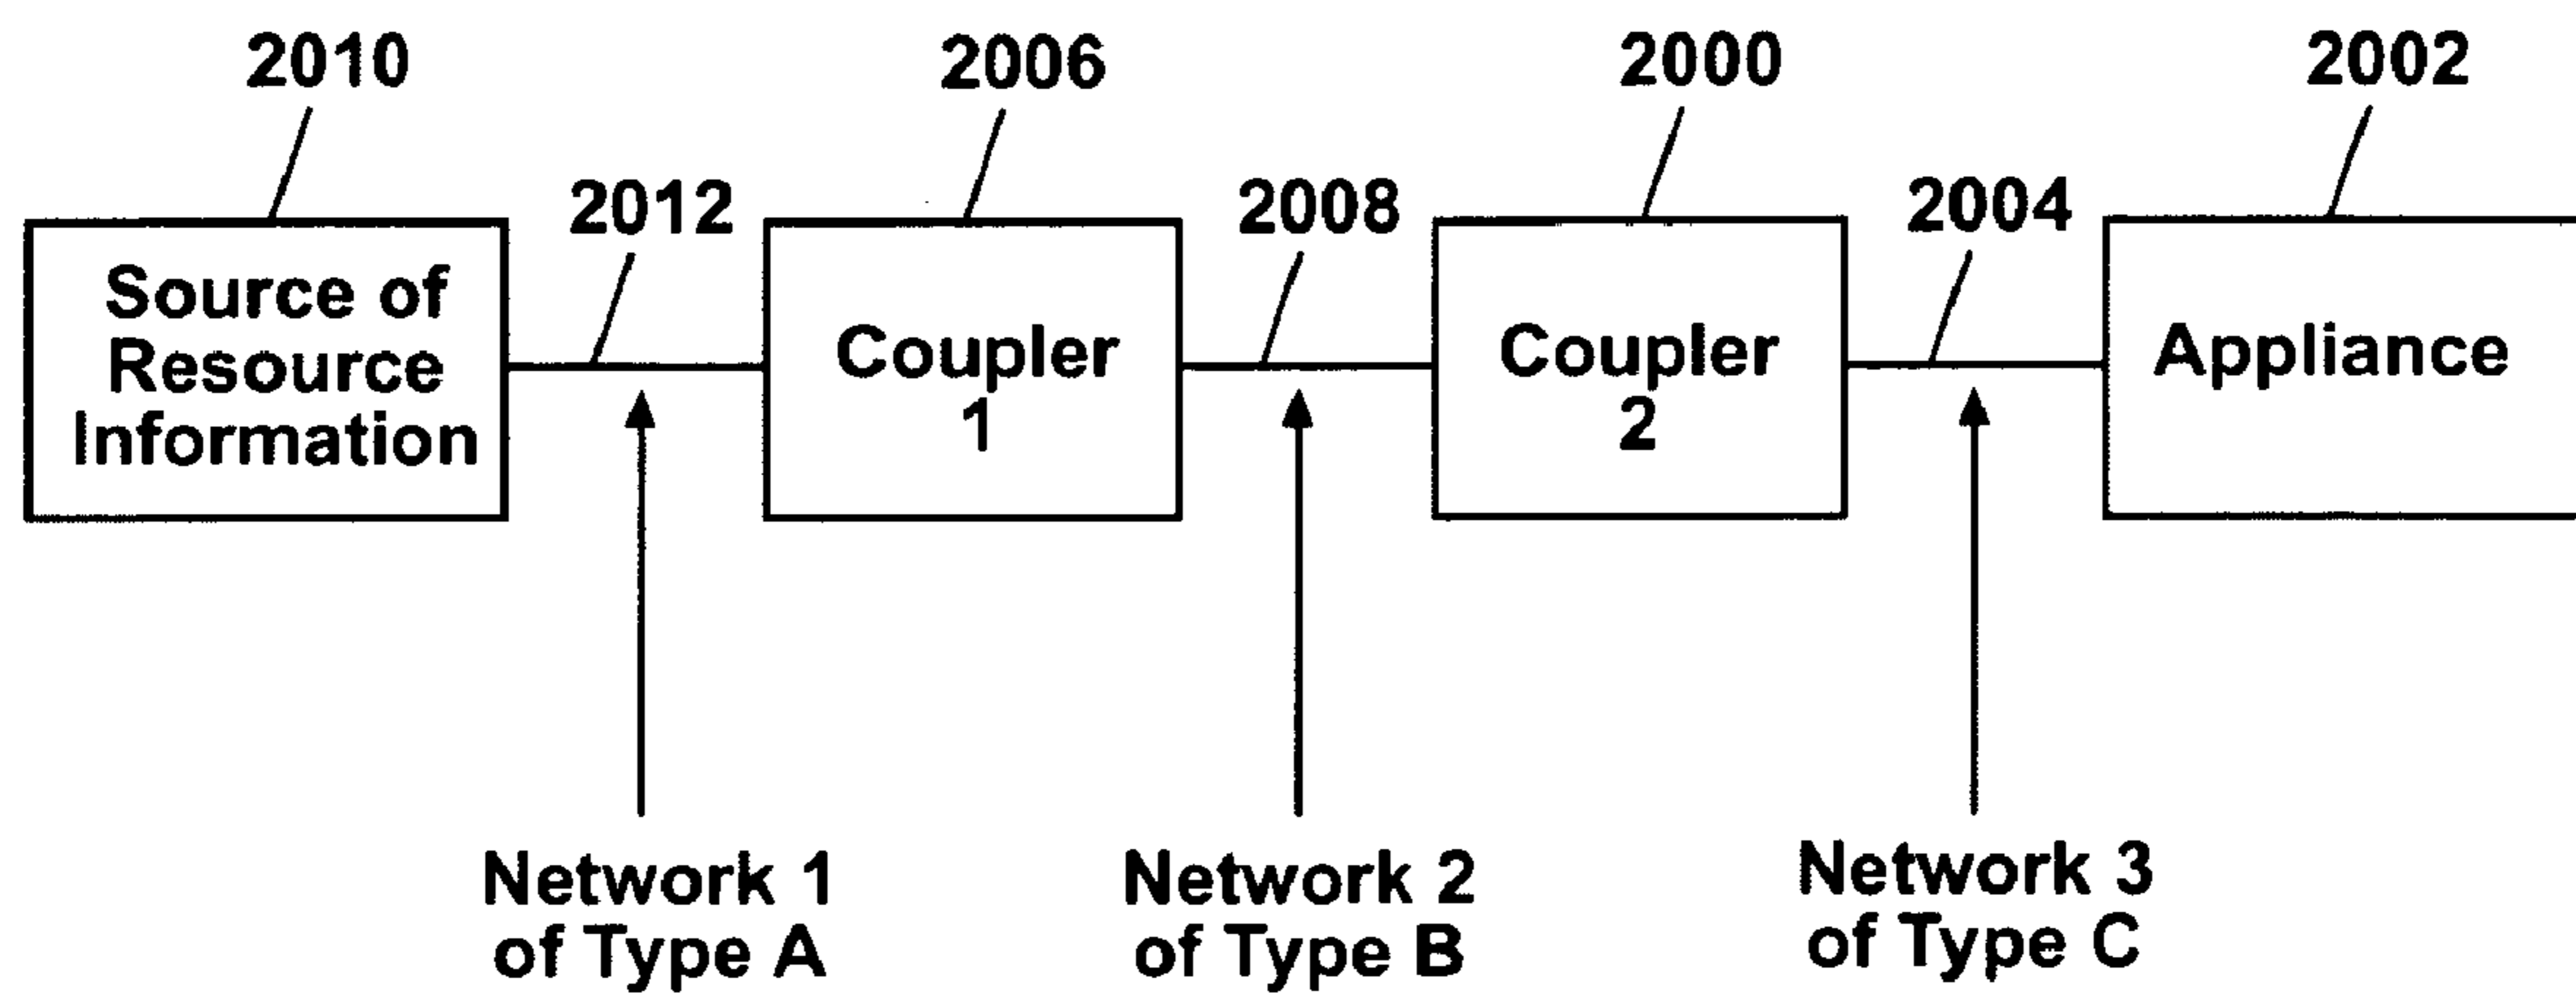 2010
2006
2000
2002
2012
2008
2004
Source of
Resource
Information
Coupler
1
Coupler
2
Appliance
Network 1
of Type A
Network 2
of Type B
Network 3
of Type C